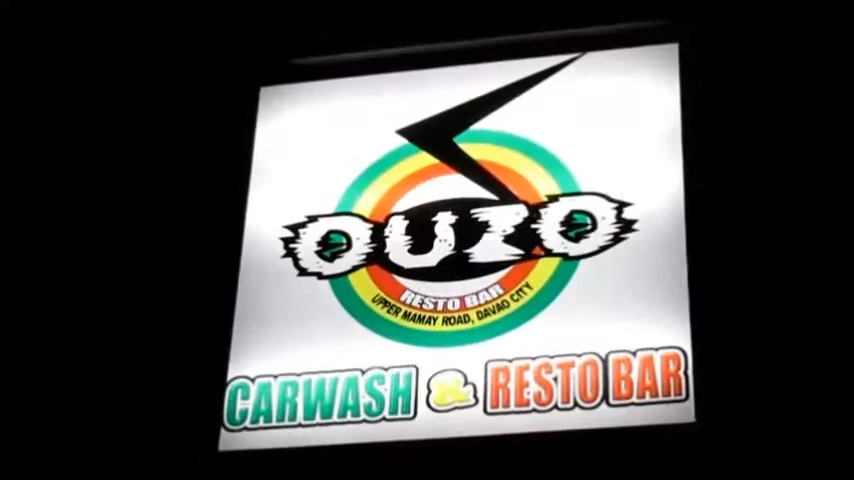 OUZO
RESTO BAR
UPPER MAMAY ROAD, DAVAO CITY
CARWASH & RESTO BAR